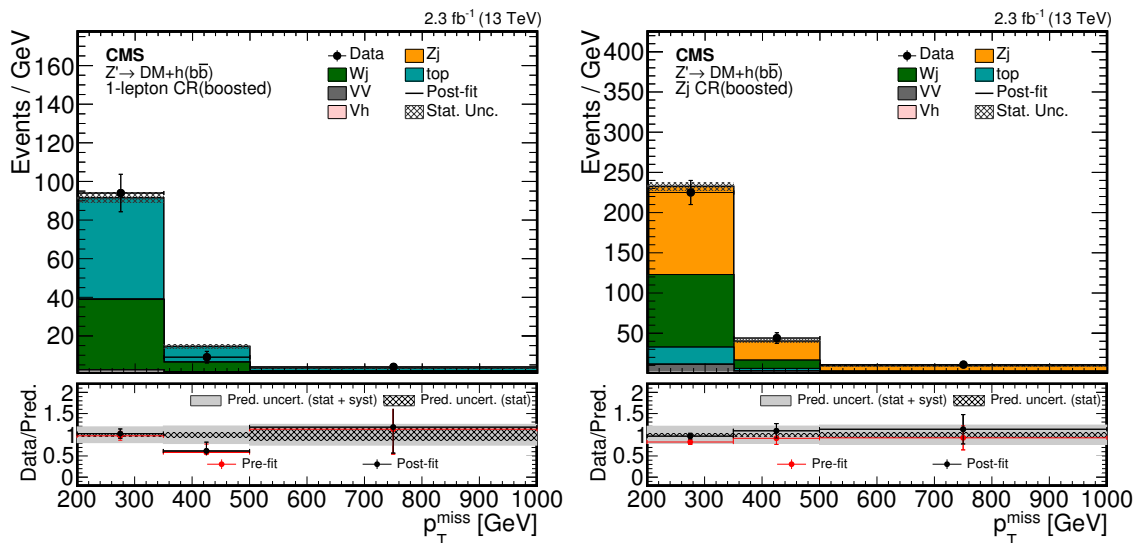 2.3 fb⁻¹ (13 TeV)
CMS
Z'→ DM+h(bb̅)
1-lepton CR(boosted)
Data
Zj
Wj
top
VV
Post-fit
Vh
Stat. Unc.
Events / GeV
160
140
120
100
80
60
40
20
Pred. uncert. (stat + syst)
Pred. uncert. (stat)
Pre-fit
Post-fit
Data/Pred.
2
1.5
1
0.5
0
200 300 400 500 600 700 800 900 1000
p_T^miss [GeV]
2.3 fb⁻¹ (13 TeV)
CMS
Z'→ DM+h(bb̅)
Zj CR(boosted)
Data
Zj
Wj
top
VV
Post-fit
Vh
Stat. Unc.
Events / GeV
400
350
300
250
200
150
100
50
Pred. uncert. (stat + syst)
Pred. uncert. (stat)
Pre-fit
Post-fit
Data/Pred.
2
1.5
1
0.5
0
200 300 400 500 600 700 800 900 1000
p_T^miss [GeV]